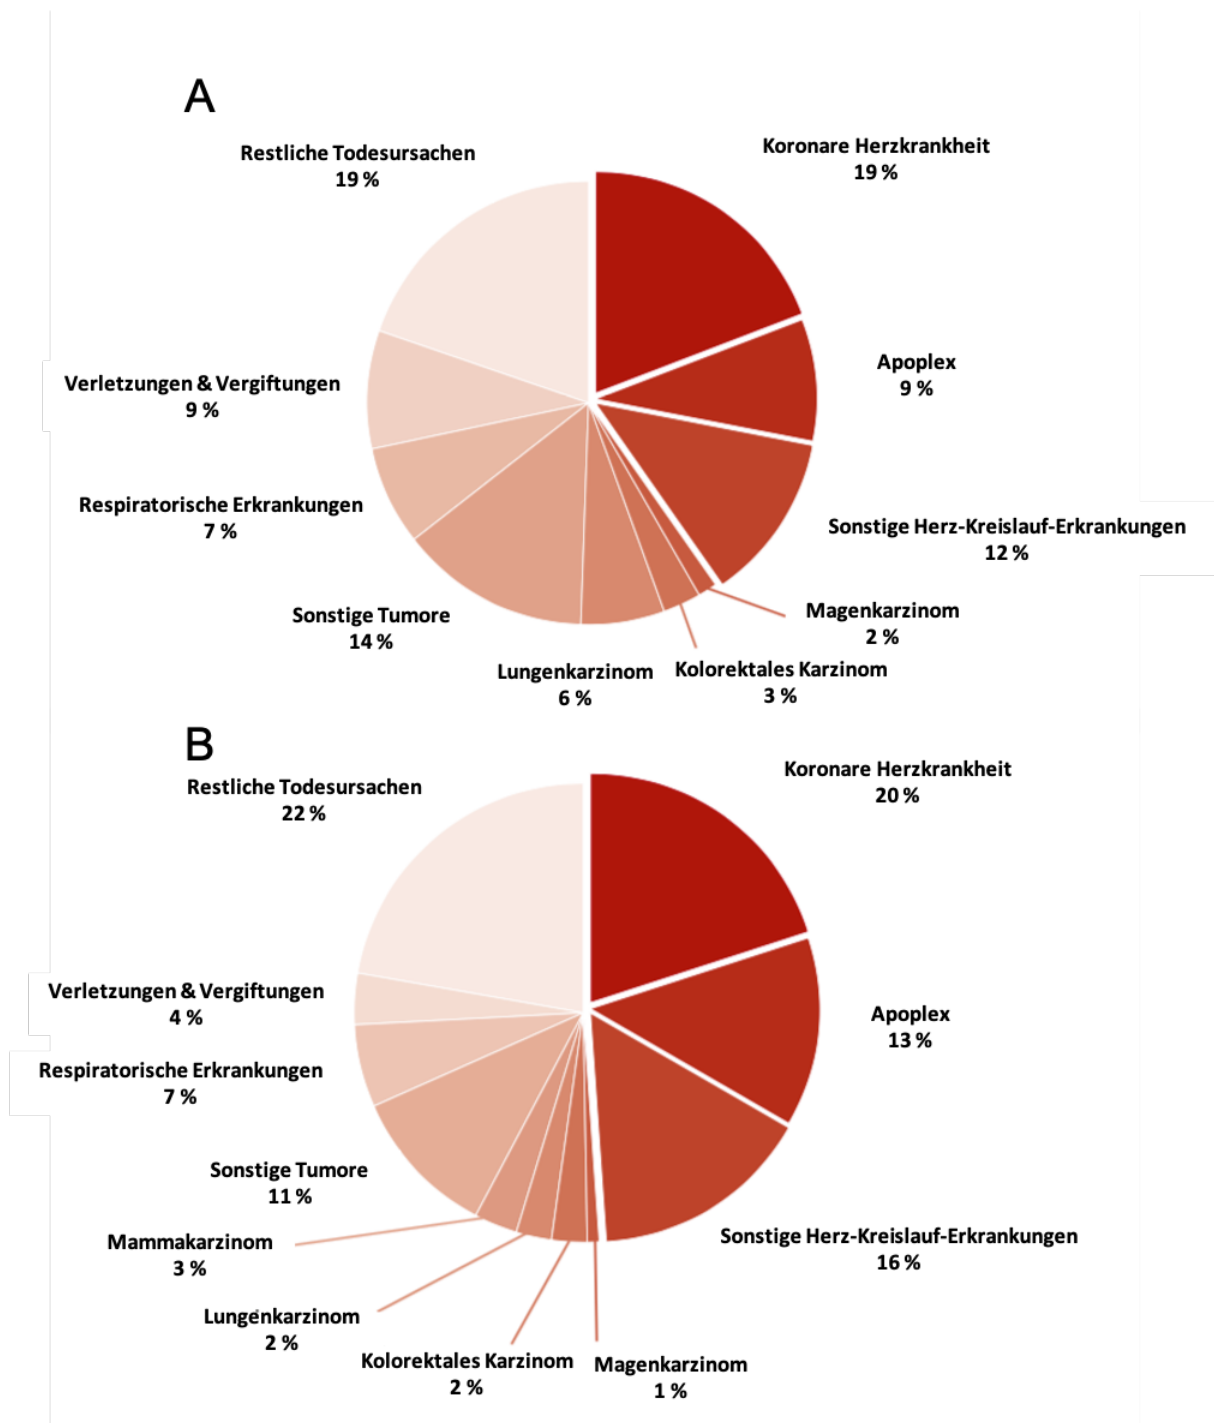 A
Restliche Todesursachen
19 %
Koronare Herzkrankheit
19 %
Apoplex
9 %
Verletzungen & Vergiftungen
9 %
Respiratorische Erkrankungen
7 %
Sonstige Herz-Kreislauf-Erkrankungen
12 %
Sonstige Tumore
14 %
Magenkarzinom
2 %
Lungenkarzinom
6 %
Kolorektales Karzinom
3 %
B
Restliche Todesursachen
22 %
Koronare Herzkrankheit
20 %
Verletzungen & Vergiftungen
4 %
Apoplex
13 %
Respiratorische Erkrankungen
7 %
Sonstige Tumore
11 %
Sonstige Herz-Kreislauf-Erkrankungen
16 %
Mammakarzinom
3 %
Lungenkarzinom
2 %
Kolorektales Karzinom
2 %
Magenkarzinom
1 %